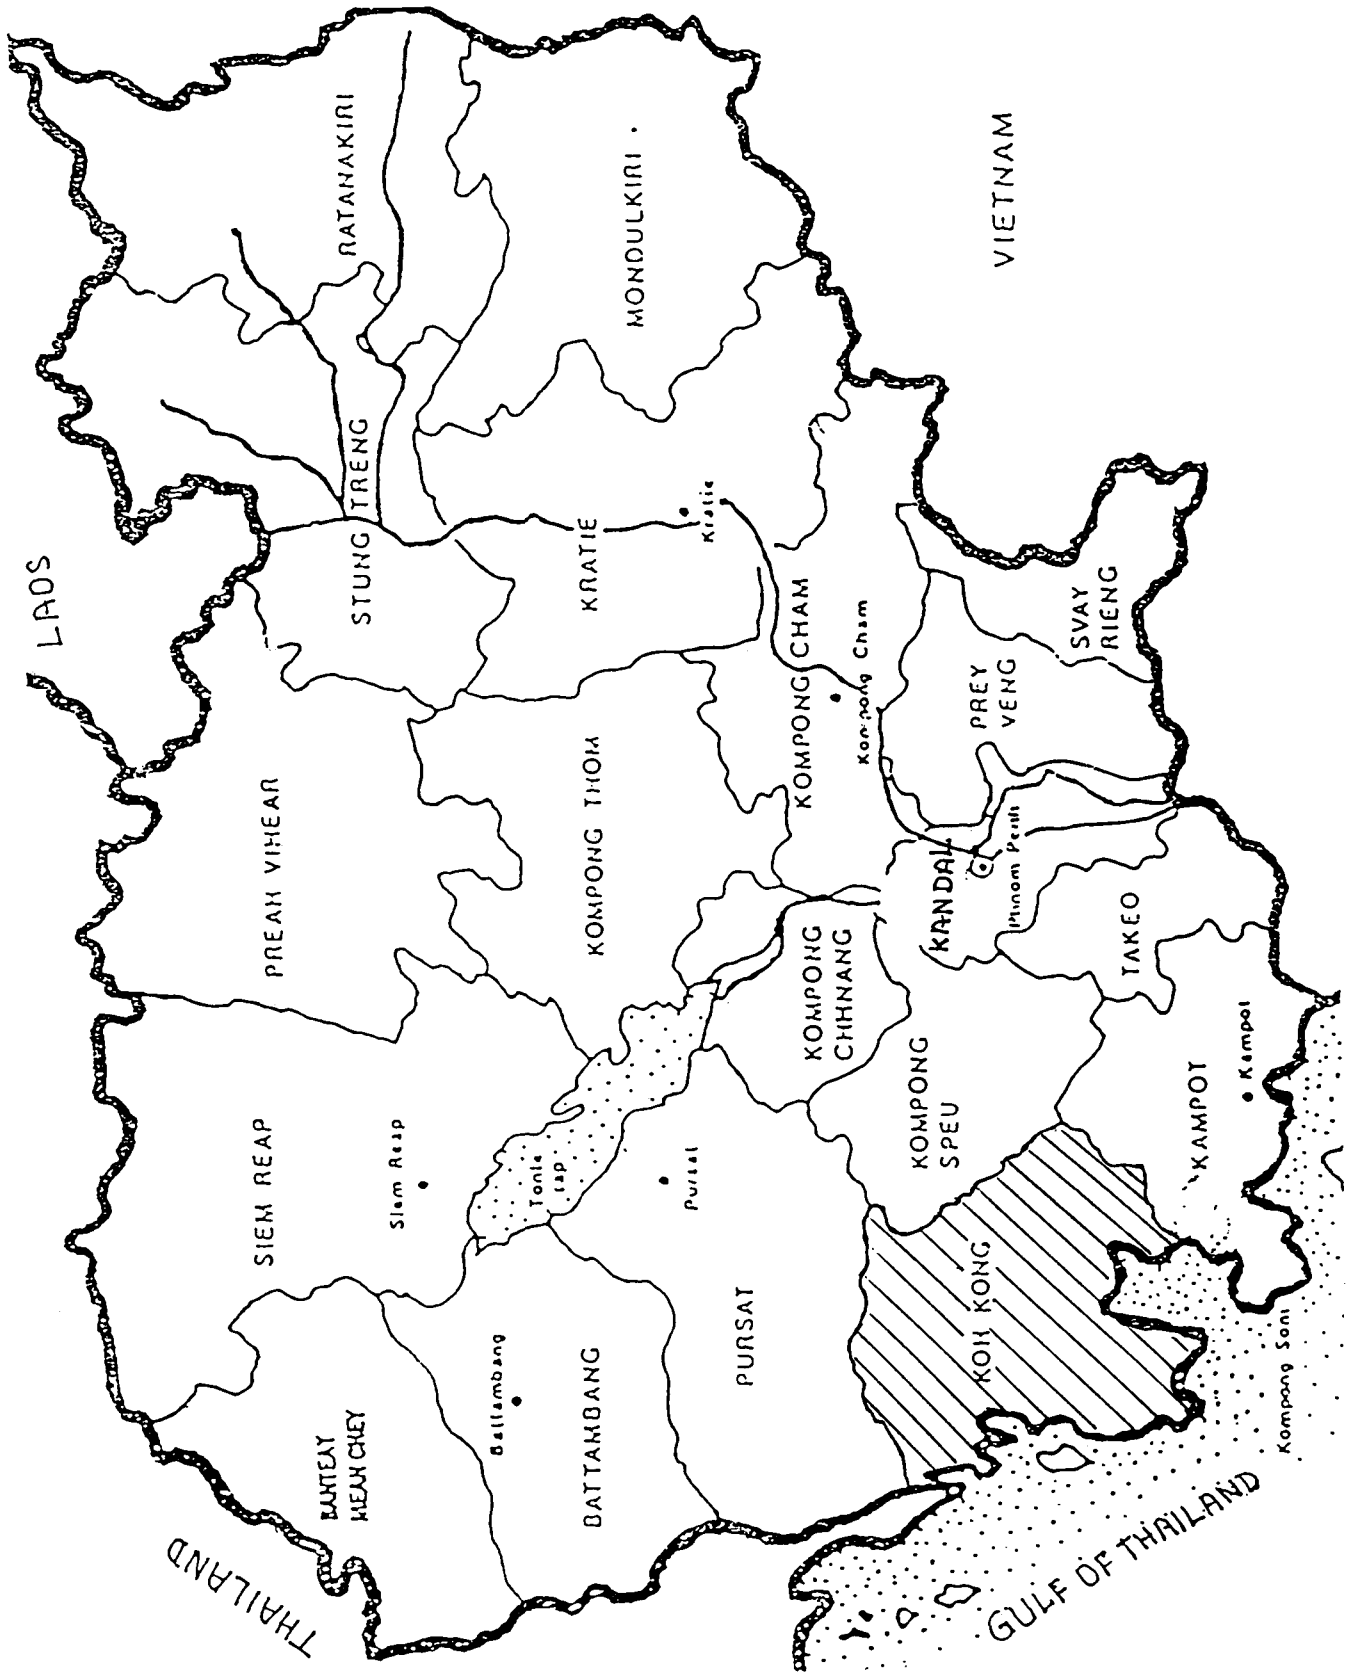 LAOS
THAILAND
VIETNAM
GULF OF THAILAND
BANTEAY
MEAN CHEY
SIEM REAP
Siem Reap
PREAH VIHEAR
STUNG TRENG
RATANAKIRI
MONDULKIRI
KRATIE
Kratie
KOMPONG THOM
BATTAMBANG
Battambang
Tonle
sap
PURSAT
Pursat
KOMPONG
CHHNANG
KOMPONG CHAM
Kompong Cham
KANDAL
Phnom Penh
PREY
VENG
SVAY
RIENG
TAKEO
KOMPONG
SPEU
KOH KONG
KAMPOT
Kampot
Kompong Som